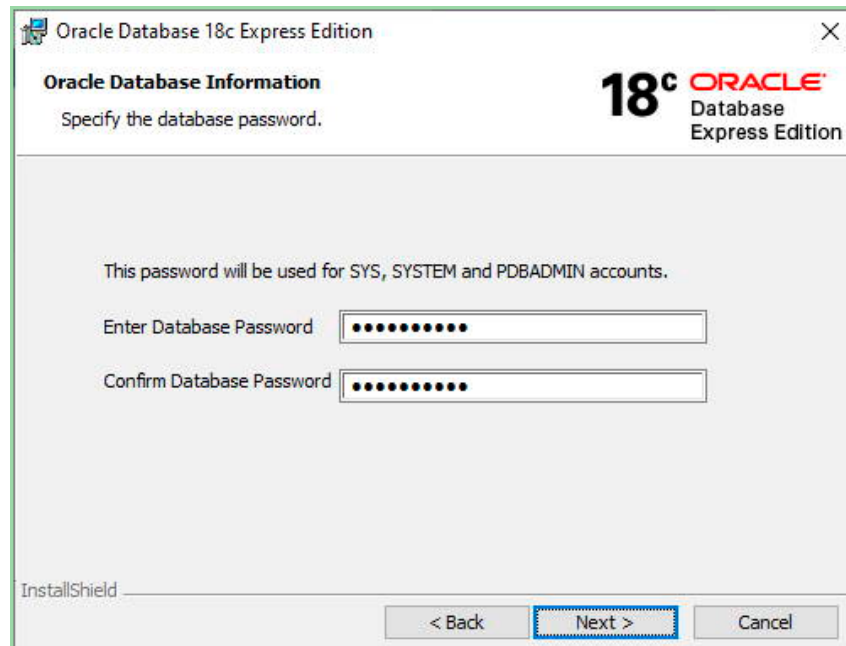 Oracle Database 18c Express Edition
Oracle Database Information
Specify the database password.
18c ORACLE
Database
Express Edition
This password will be used for SYS, SYSTEM and PDBADMIN accounts.
Enter Database Password ●●●●●●●●●●
Confirm Database Password ●●●●●●●●●●
InstallShield
< Back Next > Cancel